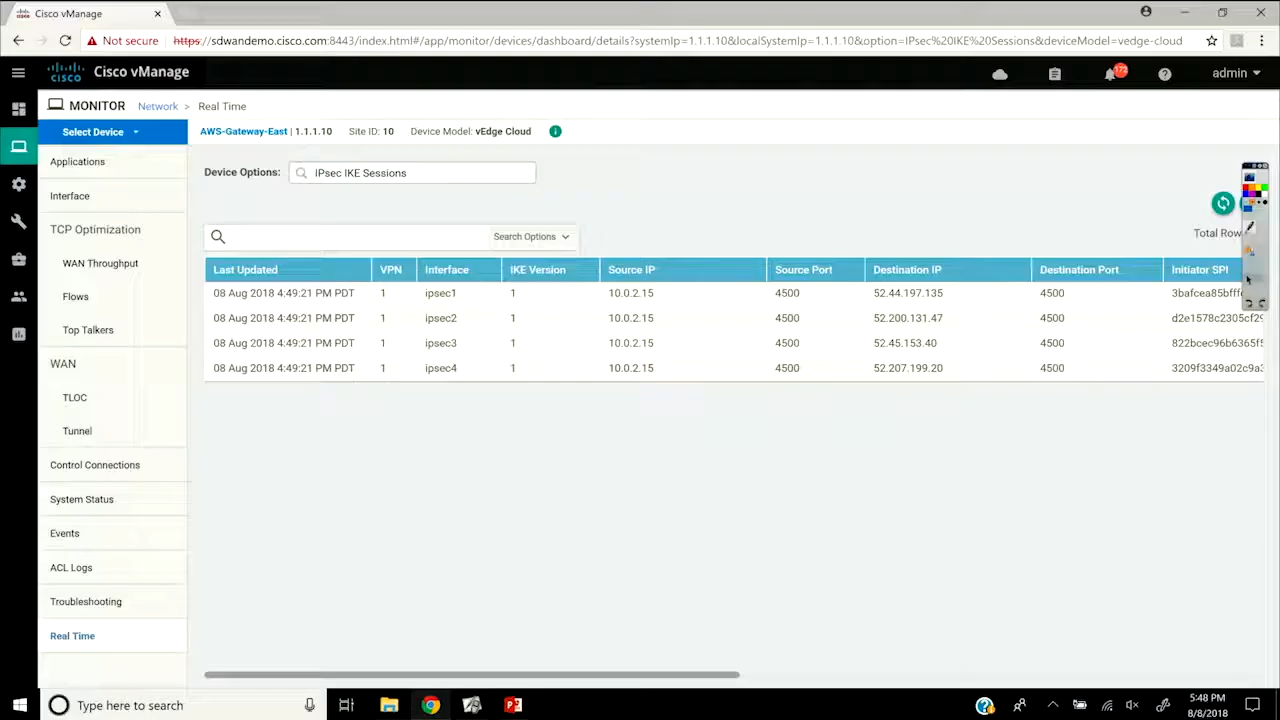 Cisco vManage
Not secure https://sdwandemo.cisco.com:8443/index.html#/app/monitor/devices/dashboard/details?systemIp=1.1.1.10&localSystemIp=1.1.1.10&option=IPsec%20IKE%20Sessions&deviceModel=vedge-cloud
CISCO Cisco vManage 173 admin
MONITOR Network > Real Time
Select Device AWS-Gateway-East | 1.1.1.10 Site ID: 10 Device Model: vEdge Cloud
Applications
Device Options: IPsec IKE Sessions
Interface
TCP Optimization
Search Options Total Row
WAN Throughput
Last Updated VPN Interface IKE Version Source IP Source Port Destination IP Destination Port Initiator SPI
08 Aug 2018 4:49:21 PM PDT 1 ipsec1 1 10.0.2.15 4500 52.44.197.135 4500 3bafcea85bfff
Flows
08 Aug 2018 4:49:21 PM PDT 1 ipsec2 1 10.0.2.15 4500 52.200.131.47 4500 d2e1578c2305cf29
Top Talkers
08 Aug 2018 4:49:21 PM PDT 1 ipsec3 1 10.0.2.15 4500 52.45.153.40 4500 822bcec96b6365f5
WAN
08 Aug 2018 4:49:21 PM PDT 1 ipsec4 1 10.0.2.15 4500 52.207.199.20 4500 3209f3349a02c9a3
TLOC
Tunnel
Control Connections
System Status
Events
ACL Logs
Troubleshooting
Real Time
Type here to search
5:48 PM
8/8/2018